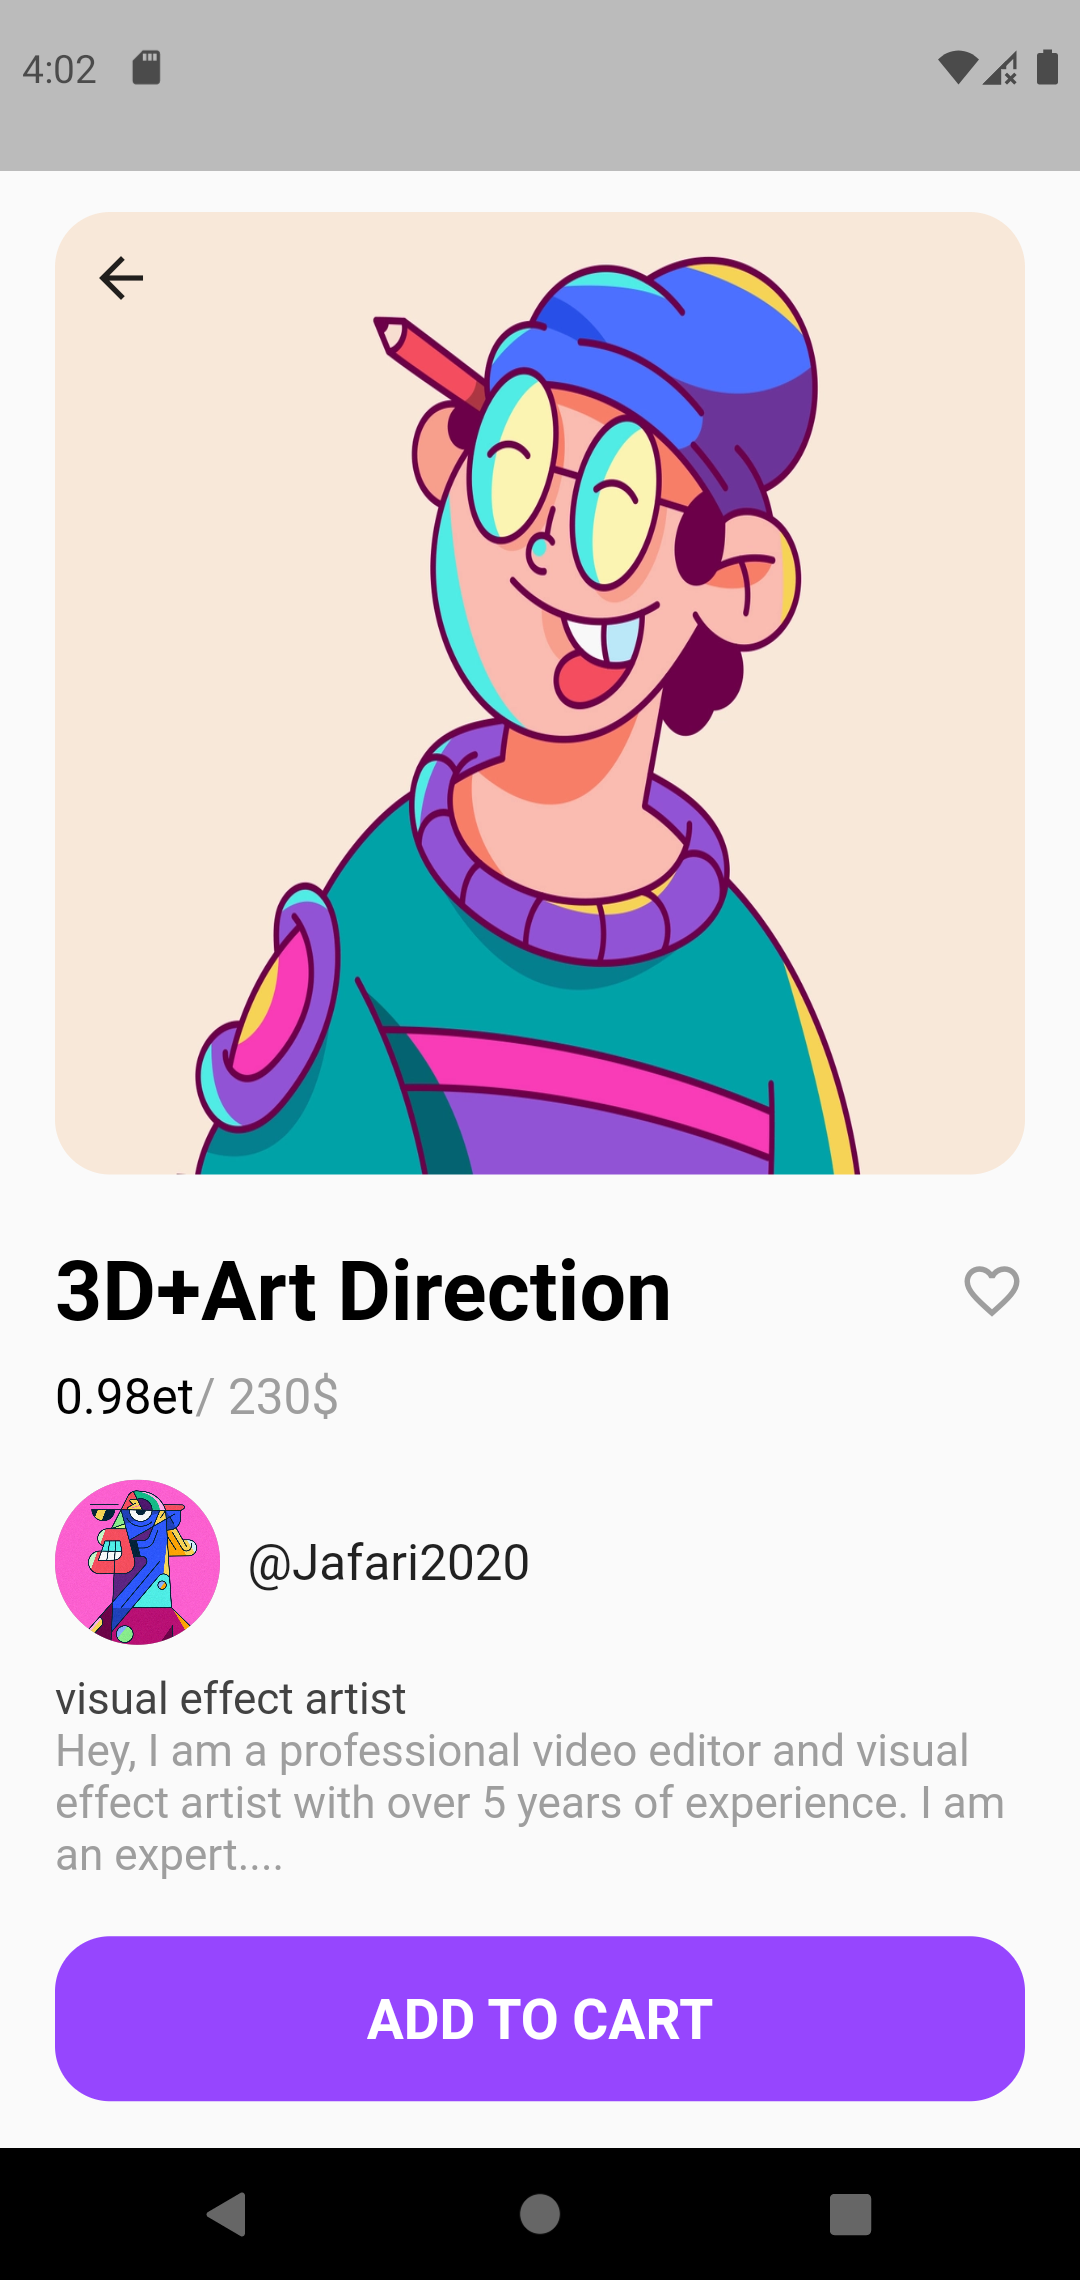 4:02
3D+Art Direction
0.98et/ 230$
@Jafari2020
visual effect artist
Hey, I am a professional video editor and visual
effect artist with over 5 years of experience. I am
an expert....
ADD TO CART